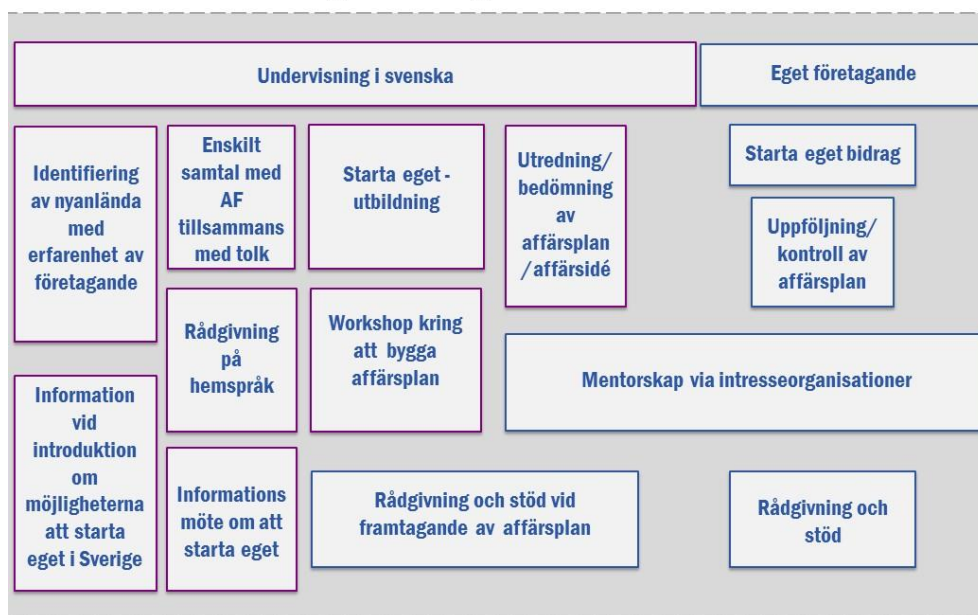 Undervisning i svenska
Eget företagande
Identifiering
av nyanlända
med
erfarenhet av
företagande
Enskilt
samtal med
AF
tillsammans
med tolk
Starta eget -
utbildning
Utredning/
bedömning
av
affärsplan
/affärsidé
Starta eget bidrag
Uppföljning/
kontroll av
affärsplan
Rådgivning
på
hemspråk
Workshop kring
att bygga
affärsplan
Mentorskap via intresseorganisationer
Information
vid
introduktion
om
möjligheterna
att starta
eget i Sverige
Informations
möte om att
starta eget
Rådgivning och stöd vid
framtagande av affärsplan
Rådgivning och
stöd